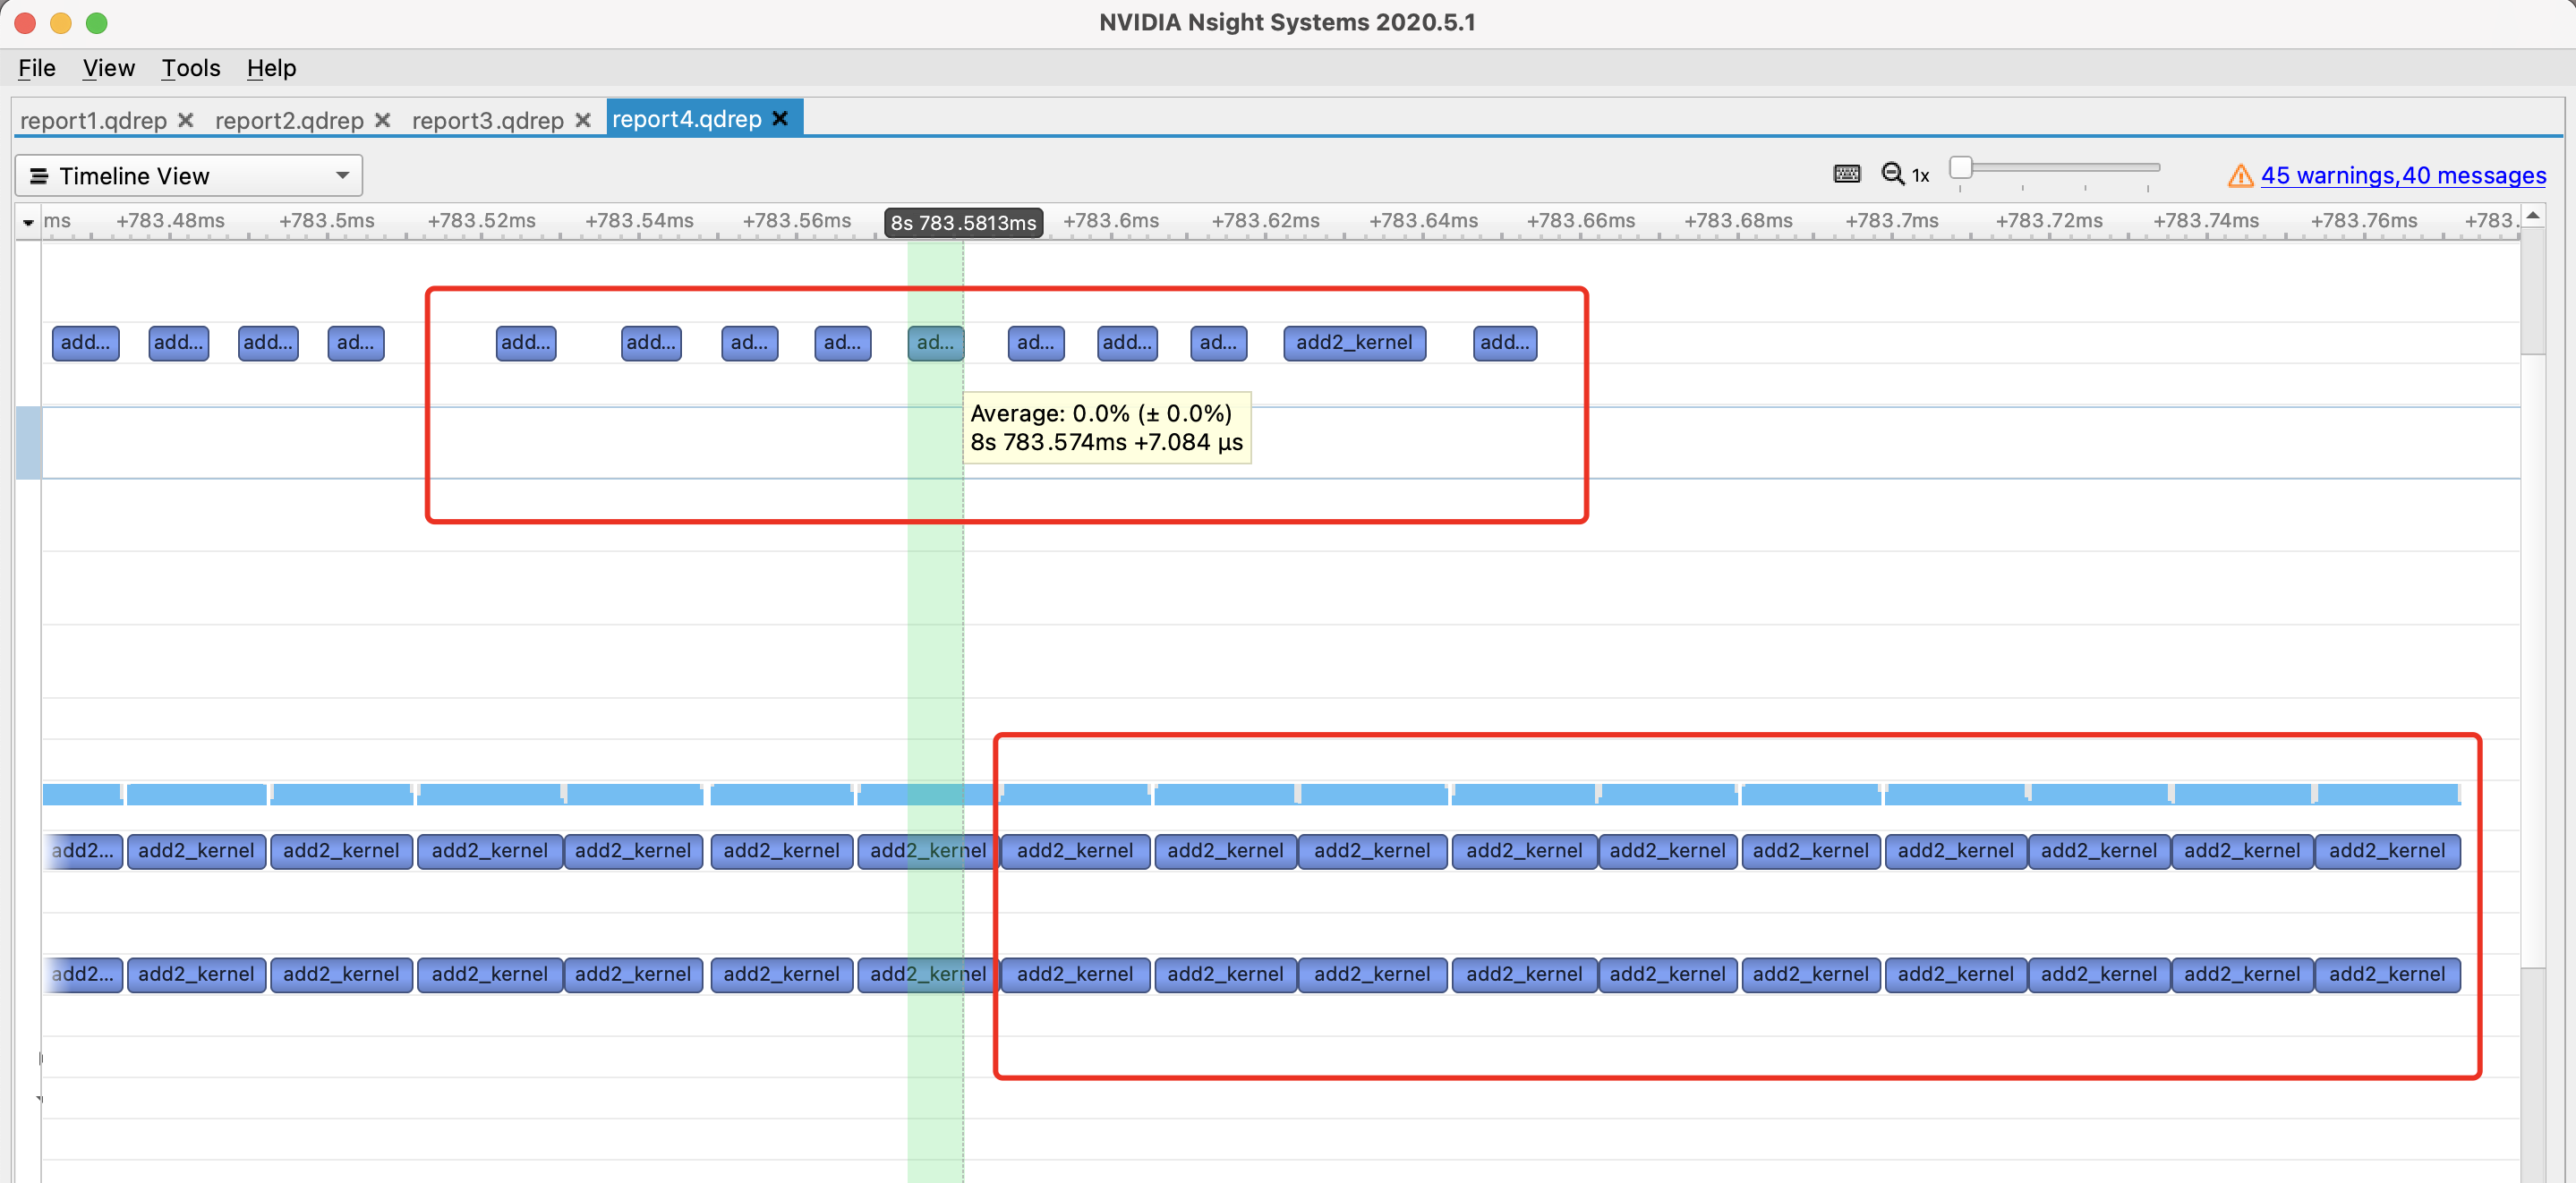 NVIDIA Nsight Systems 2020.5.1
File View Tools Help
report1.qdrep report2.qdrep report3.qdrep report4.qdrep
Timeline View 1x 45 warnings,40 messages
ms +783.48ms +783.5ms +783.52ms +783.54ms +783.56ms 8s 783.5813ms +783.6ms +783.62ms +783.64ms +783.66ms +783.68ms +783.7ms +783.72ms +783.74ms +783.76ms +783.
add... add... add... ad... add... add... ad... ad... ad... ad... add... ad... add2_kernel add...
Average: 0.0% (± 0.0%)
8s 783.574ms +7.084 µs
add2... add2_kernel add2_kernel add2_kernel add2_kernel add2_kernel add2_kernel add2_kernel add2_kernel add2_kernel add2_kernel add2_kernel add2_kernel add2_kernel add2_kernel add2_kernel add2_kernel
add2... add2_kernel add2_kernel add2_kernel add2_kernel add2_kernel add2_kernel add2_kernel add2_kernel add2_kernel add2_kernel add2_kernel add2_kernel add2_kernel add2_kernel add2_kernel add2_kernel